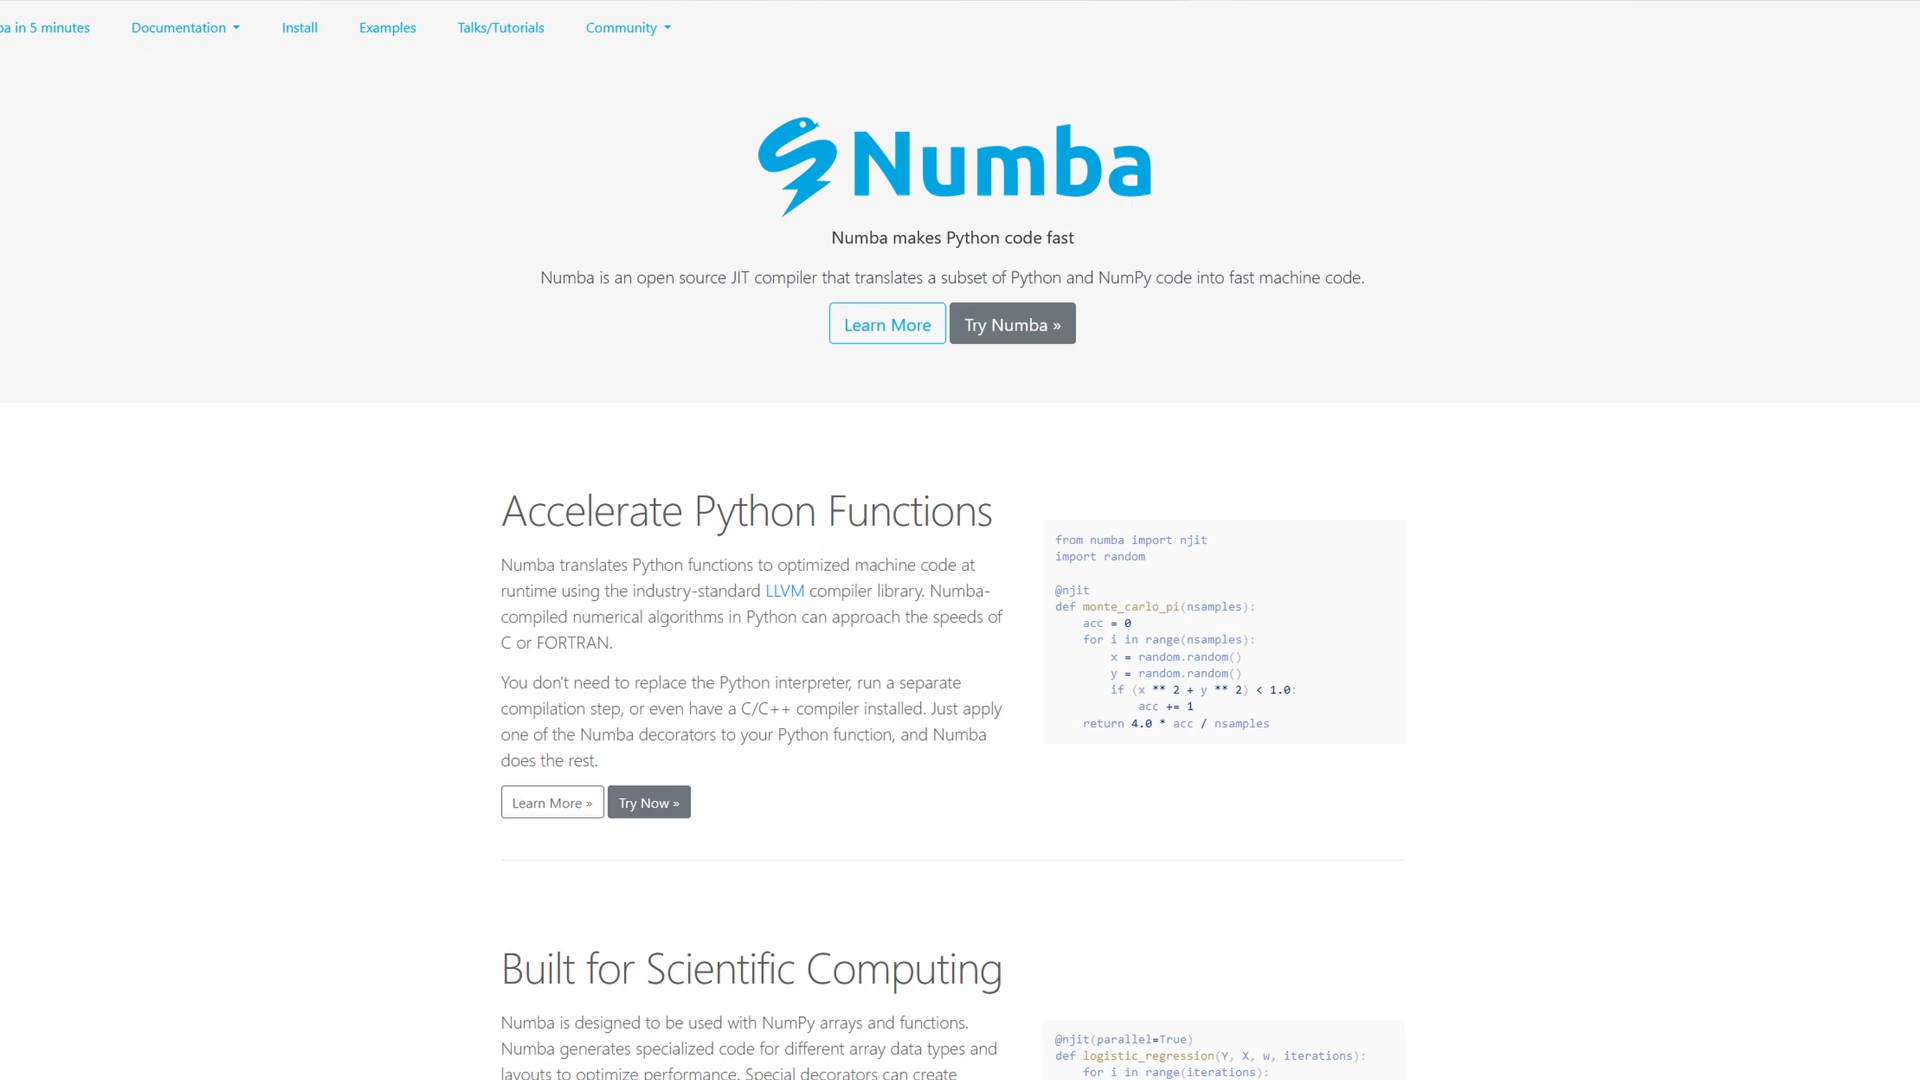 ba in 5 minutes Documentation Install Examples Talks/Tutorials Community
Numba
Numba makes Python code fast
Numba is an open source JIT compiler that translates a subset of Python and NumPy code into fast machine code.
Learn More Try Numba »
Accelerate Python Functions
Numba translates Python functions to optimized machine code at
runtime using the industry-standard LLVM compiler library. Numba-
compiled numerical algorithms in Python can approach the speeds of
C or FORTRAN.
You don't need to replace the Python interpreter, run a separate
compilation step, or even have a C/C++ compiler installed. Just apply
one of the Numba decorators to your Python function, and Numba
does the rest.
Learn More » Try Now »
from numba import njit
import random
@njit
def monte_carlo_pi(nsamples):
    acc = 0
    for i in range(nsamples):
        x = random.random()
        y = random.random()
        if (x ** 2 + y ** 2) < 1.0:
            acc += 1
    return 4.0 * acc / nsamples
Built for Scientific Computing
Numba is designed to be used with NumPy arrays and functions.
Numba generates specialized code for different array data types and
layouts to optimize performance. Special decorators can create
@njit(parallel=True)
def logistic_regression(Y, X, w, iterations):
    for i in range(iterations):